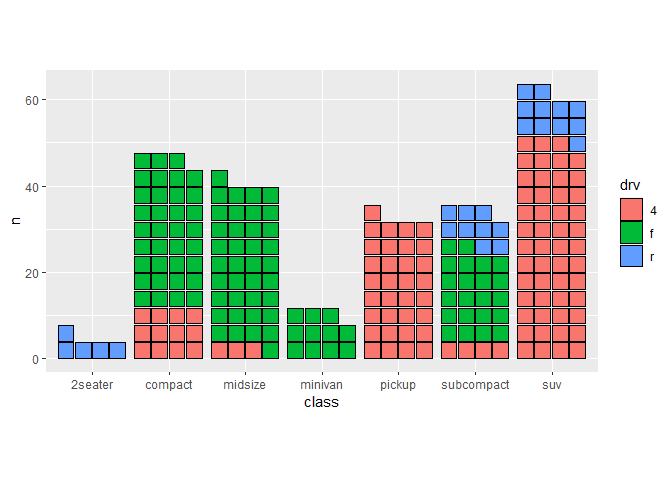 60
40
20
0
n
2seater compact midsize minivan pickup subcompact suv
class
drv
4
f
r